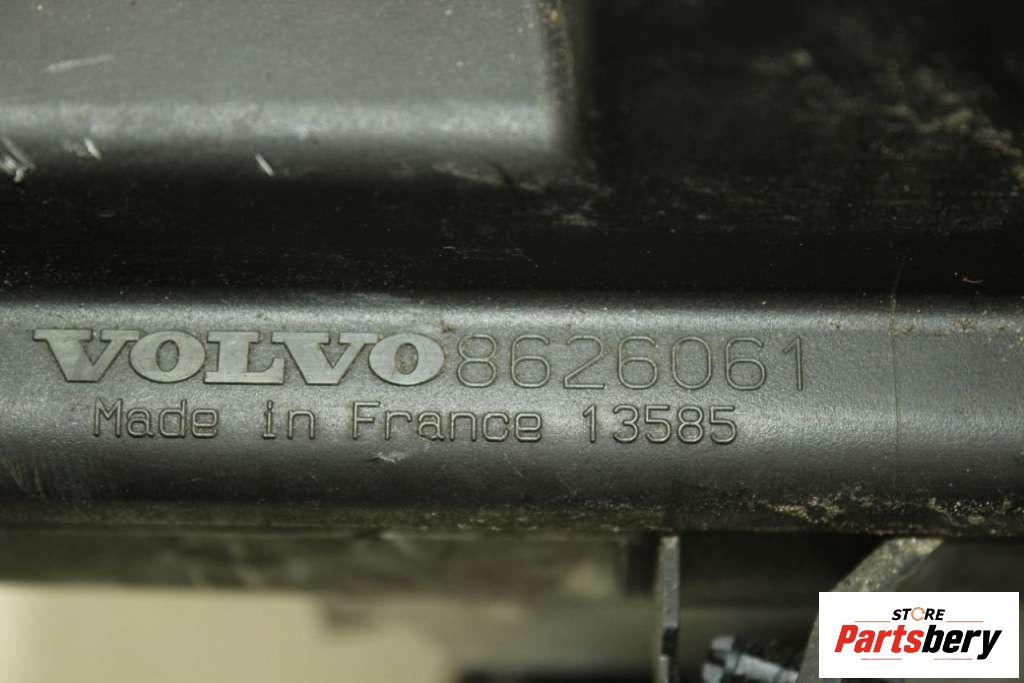 VOLVO 8626061
Made in France 13585
STORE
Partsbery